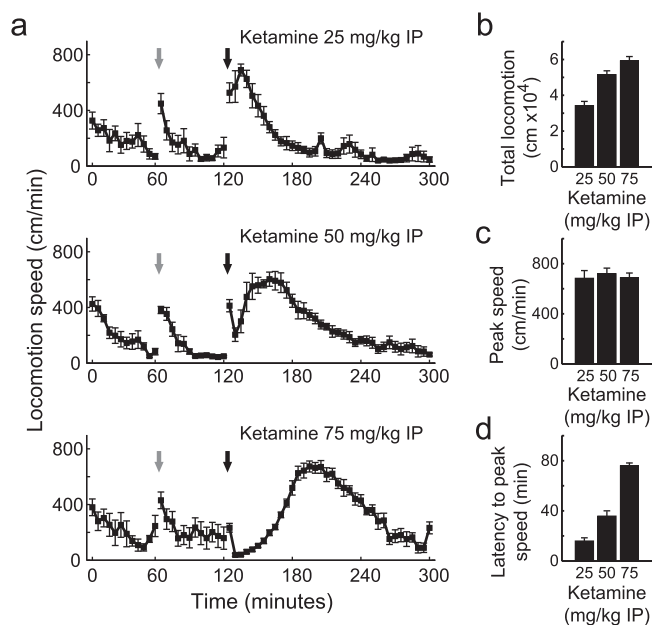 a
Ketamine 25 mg/kg IP
800
400
0
0 60 120 180 240 300
Ketamine 50 mg/kg IP
800
400
0
0 60 120 180 240 300
Ketamine 75 mg/kg IP
800
400
0
0 60 120 180 240 300
Locomotion speed (cm/min)
Time (minutes)
b
Total locomotion
(cm x10⁴)
6
4
2
0
25 50 75
Ketamine
(mg/kg IP)
c
Peak speed
(cm/min)
800
400
0
25 50 75
Ketamine
(mg/kg IP)
d
Latency to peak
speed (min)
80
40
0
25 50 75
Ketamine
(mg/kg IP)